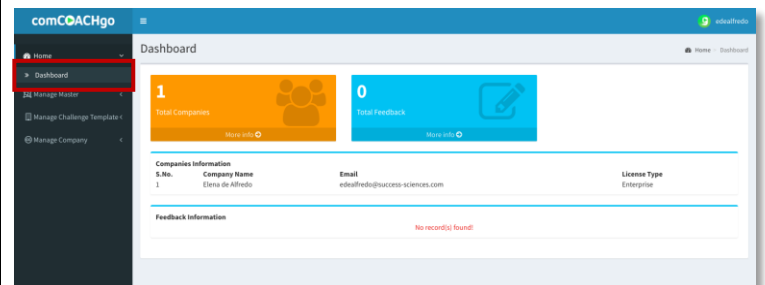 comCOACHgo
edealfredo
Home
Dashboard
Home > Dashboard
» Dashboard
Manage Master
Manage Challenge Template
Manage Company
1
Total Companies
More info
0
Total Feedback
More info
Companies Information
S.No. Company Name Email License Type
1 Elena de Alfredo edealfredo@success-sciences.com Enterprise
Feedback Information
No record(s) found!